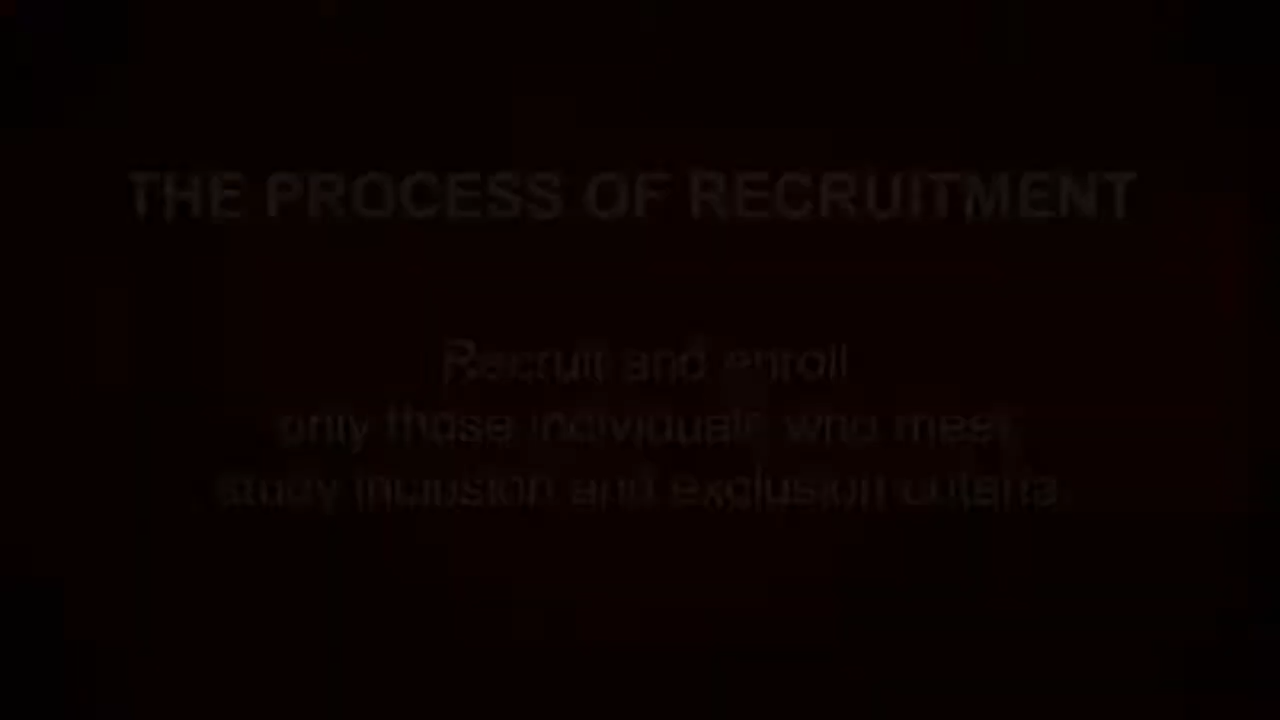 THE PROCESS OF RECRUITMENT
Recruit and enroll
only those individuals who meet
study inclusion and exclusion criteria